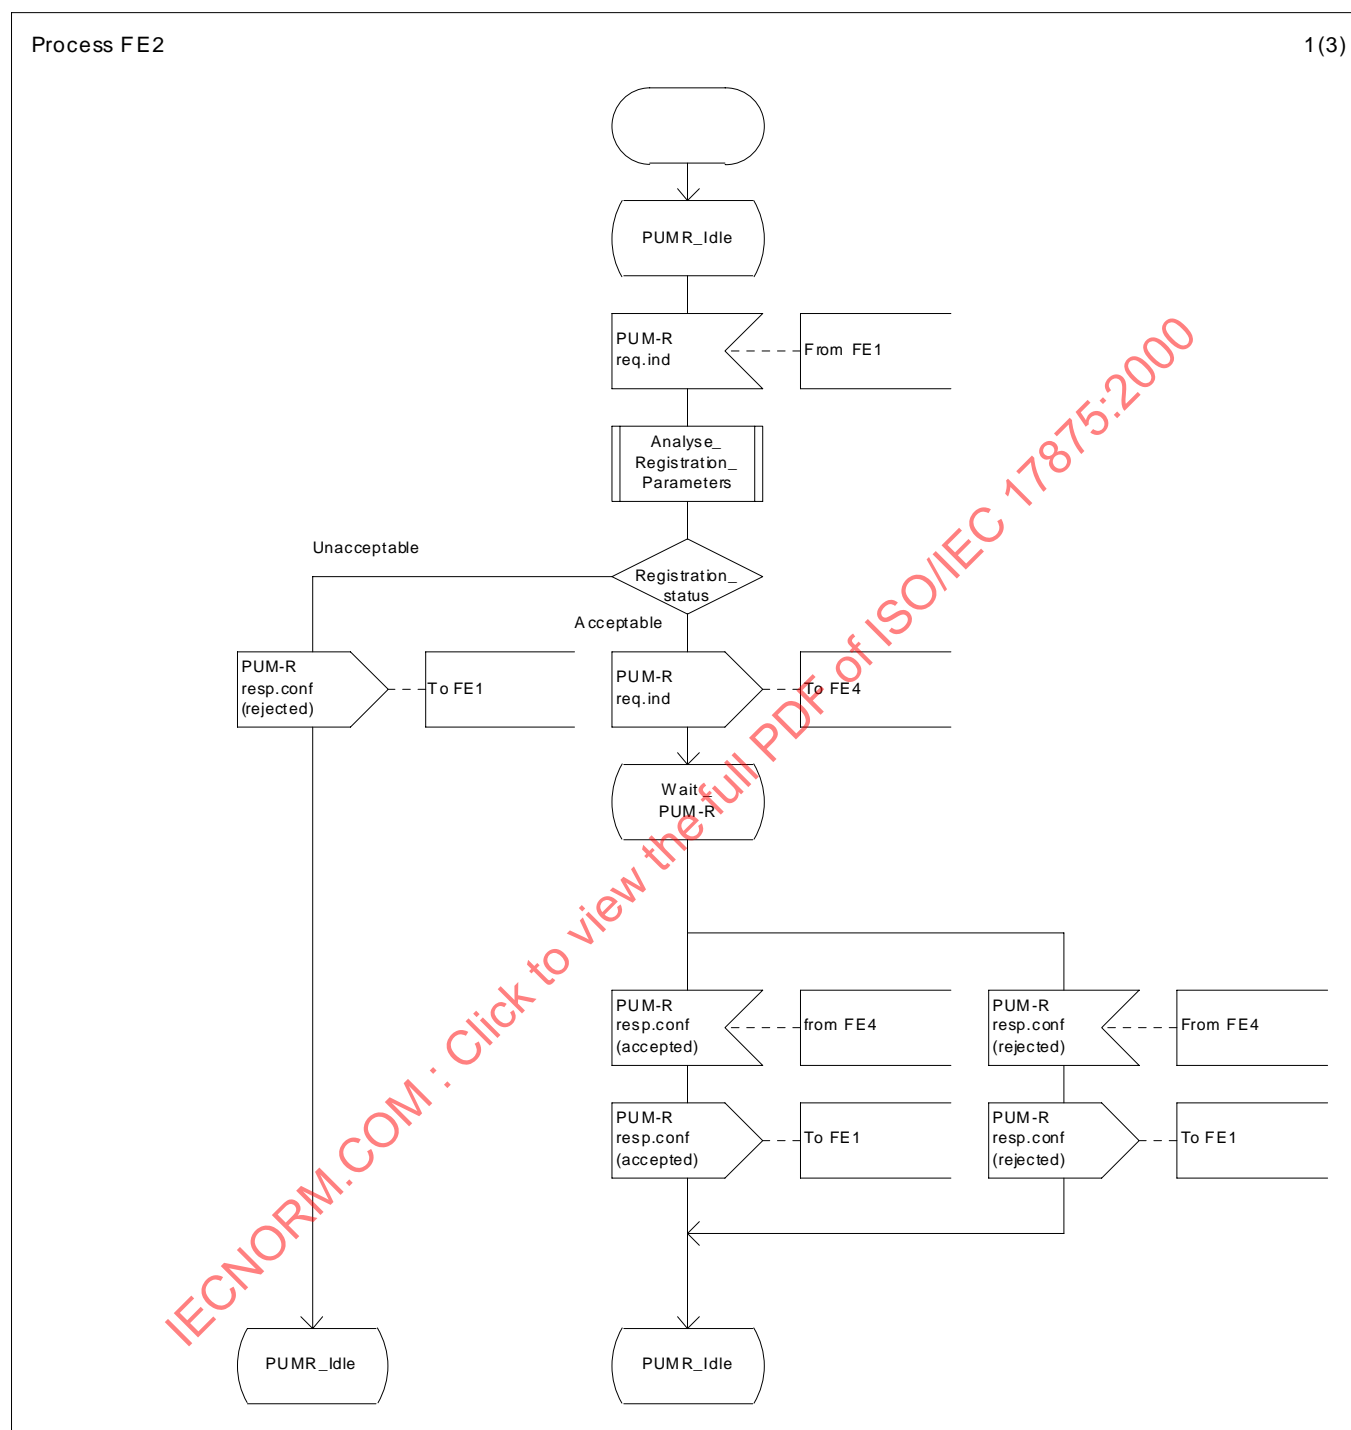 Process FE2
1(3)
PUMR_Idle
PUM-R
req.ind
From FE1
Analyse_
Registration_
Parameters
Unacceptable
Registration_
status
Acceptable
PUM-R
resp.conf
(rejected)
To FE1
PUM-R
req.ind
To FE4
Wait_
PUM-R
PUM-R
resp.conf
(accepted)
from FE4
PUM-R
resp.conf
(rejected)
From FE4
PUM-R
resp.conf
(accepted)
To FE1
PUM-R
resp.conf
(rejected)
To FE1
PUMR_Idle
PUMR_Idle
IECNORM.COM : Click to view the full PDF of ISO/IEC 17875:2000